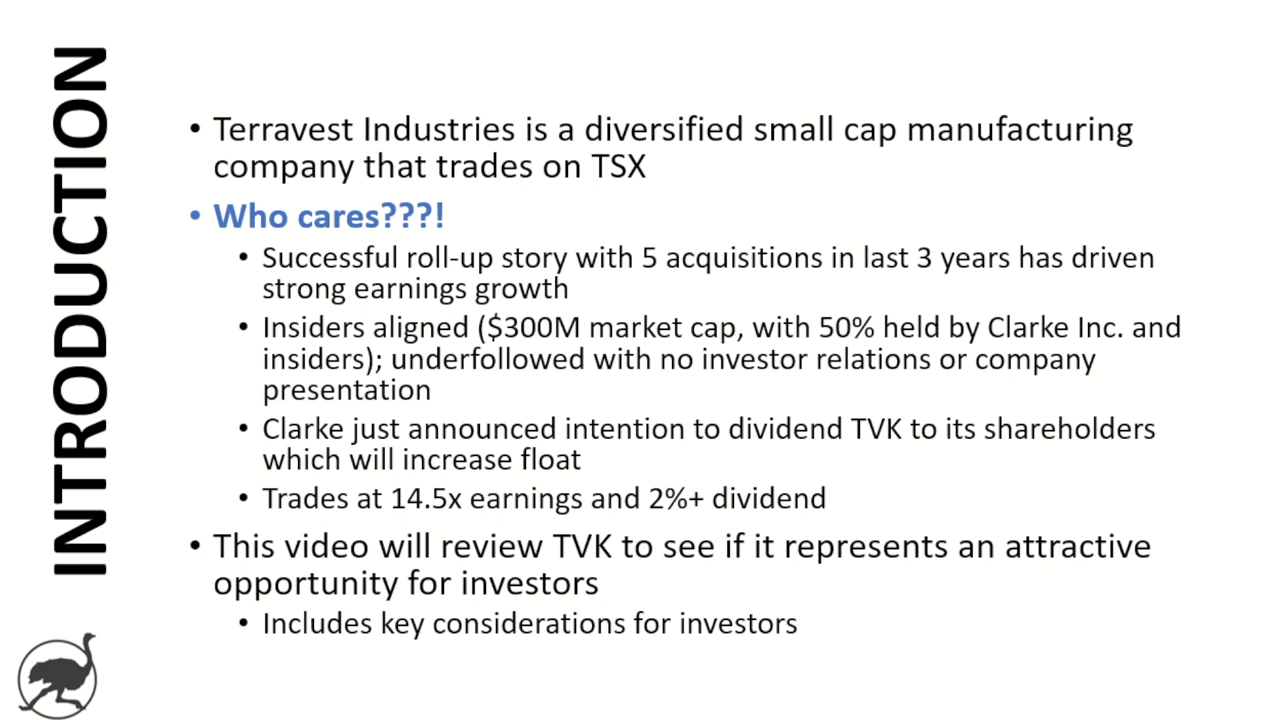 INTRODUCTION
• Terravest Industries is a diversified small cap manufacturing
company that trades on TSX
• Who cares???!
• Successful roll-up story with 5 acquisitions in last 3 years has driven
strong earnings growth
• Insiders aligned ($300M market cap, with 50% held by Clarke Inc. and
insiders); underfollowed with no investor relations or company
presentation
• Clarke just announced intention to dividend TVK to its shareholders
which will increase float
• Trades at 14.5x earnings and 2%+ dividend
• This video will review TVK to see if it represents an attractive
opportunity for investors
• Includes key considerations for investors